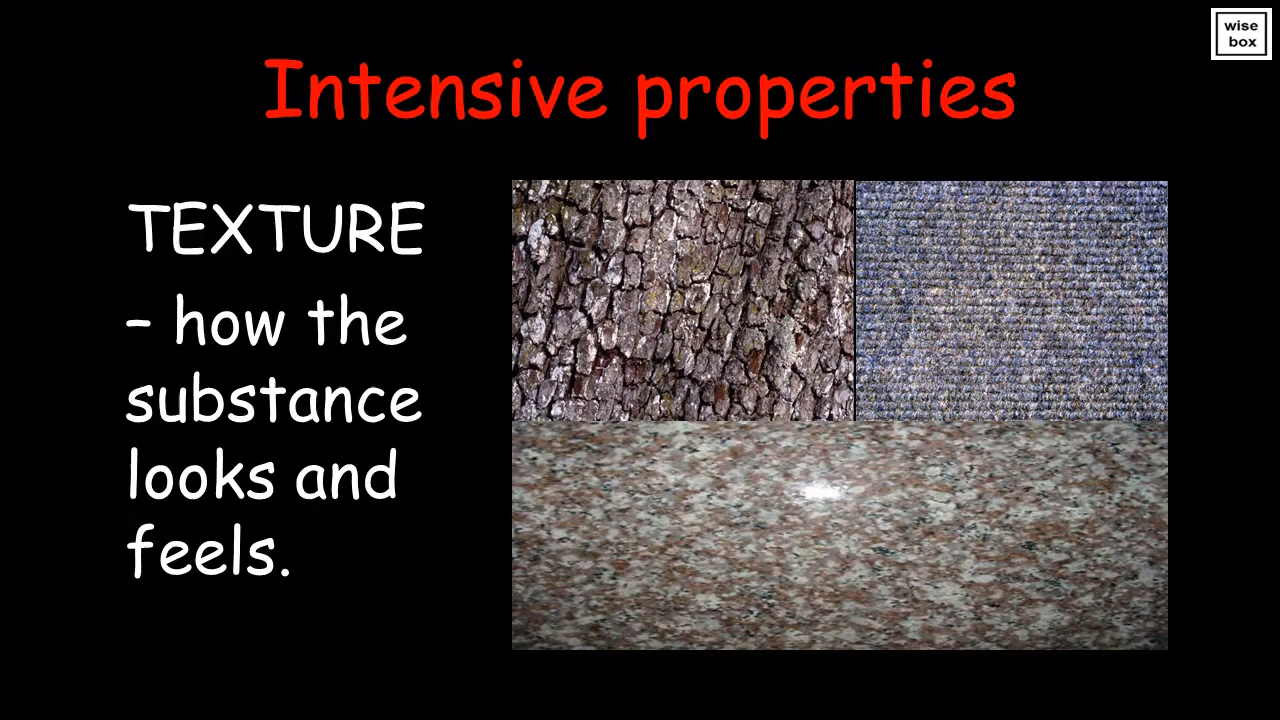 wise
box
Intensive properties
TEXTURE
– how the
substance
looks and
feels.